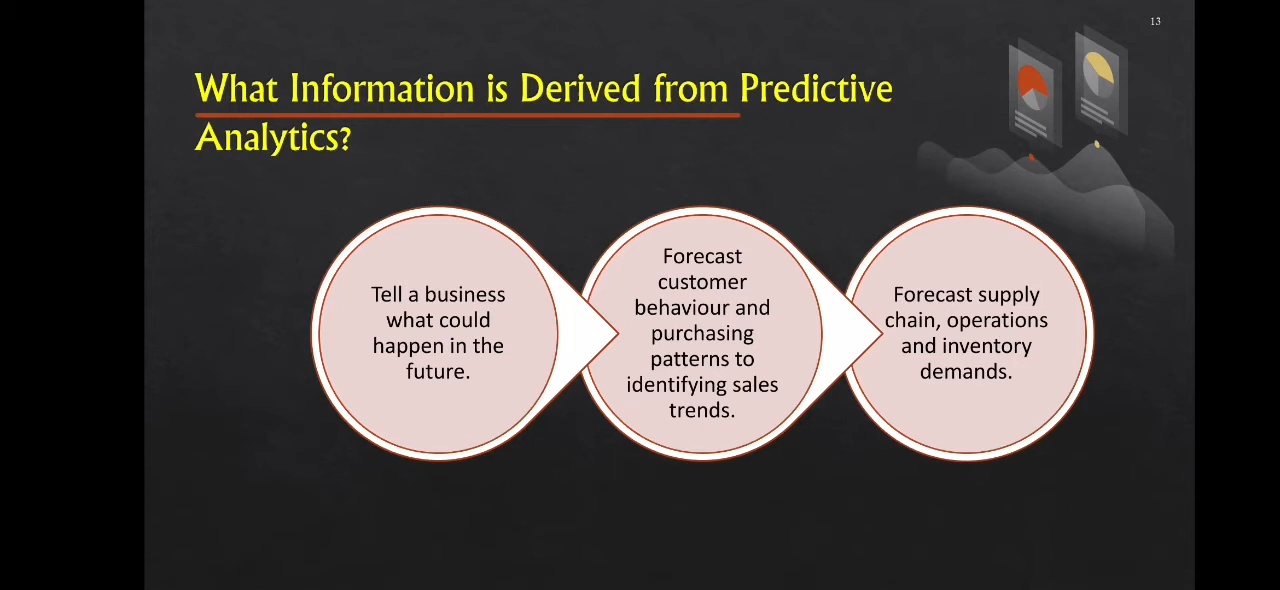 13
What Information is Derived from Predictive
Analytics?
Tell a business
what could
happen in the
future.
Forecast
customer
behaviour and
purchasing
patterns to
identifying sales
trends.
Forecast supply
chain, operations
and inventory
demands.